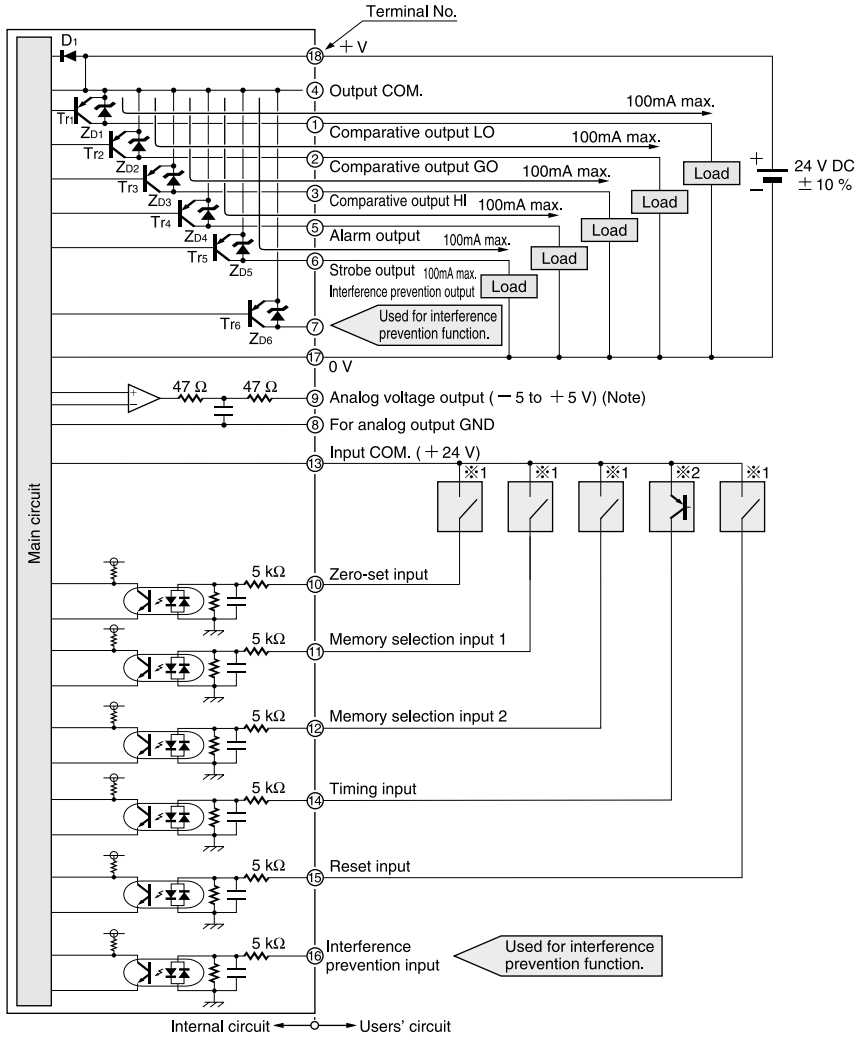 Terminal No.
D1
18 +V
4 Output COM.
100mA max.
Tr1
ZD1
1 Comparative output LO
100mA max.
Tr2
ZD2
2 Comparative output GO
100mA max.
Tr3
ZD3
3 Comparative output HI
100mA max.
Tr4
ZD4
5 Alarm output
100mA max.
Tr5
ZD5
6 Strobe output 100mA max.
Interference prevention output
Load
Load
Load
Load
Load
+
−
24 V DC
± 10 %
Tr6
ZD6
7
Used for interference
prevention function.
17
0 V
Main circuit
+
−
47 Ω
47 Ω
9 Analog voltage output (−5 to +5 V) (Note)
8 For analog output GND
Input COM. (+24 V)
13
※1
※1
※1
※2
※1
5 kΩ
10 Zero-set input
5 kΩ
11 Memory selection input 1
5 kΩ
12 Memory selection input 2
5 kΩ
14 Timing input
5 kΩ
15 Reset input
5 kΩ
16 Interference
prevention input
Used for interference
prevention function.
Internal circuit
Users' circuit